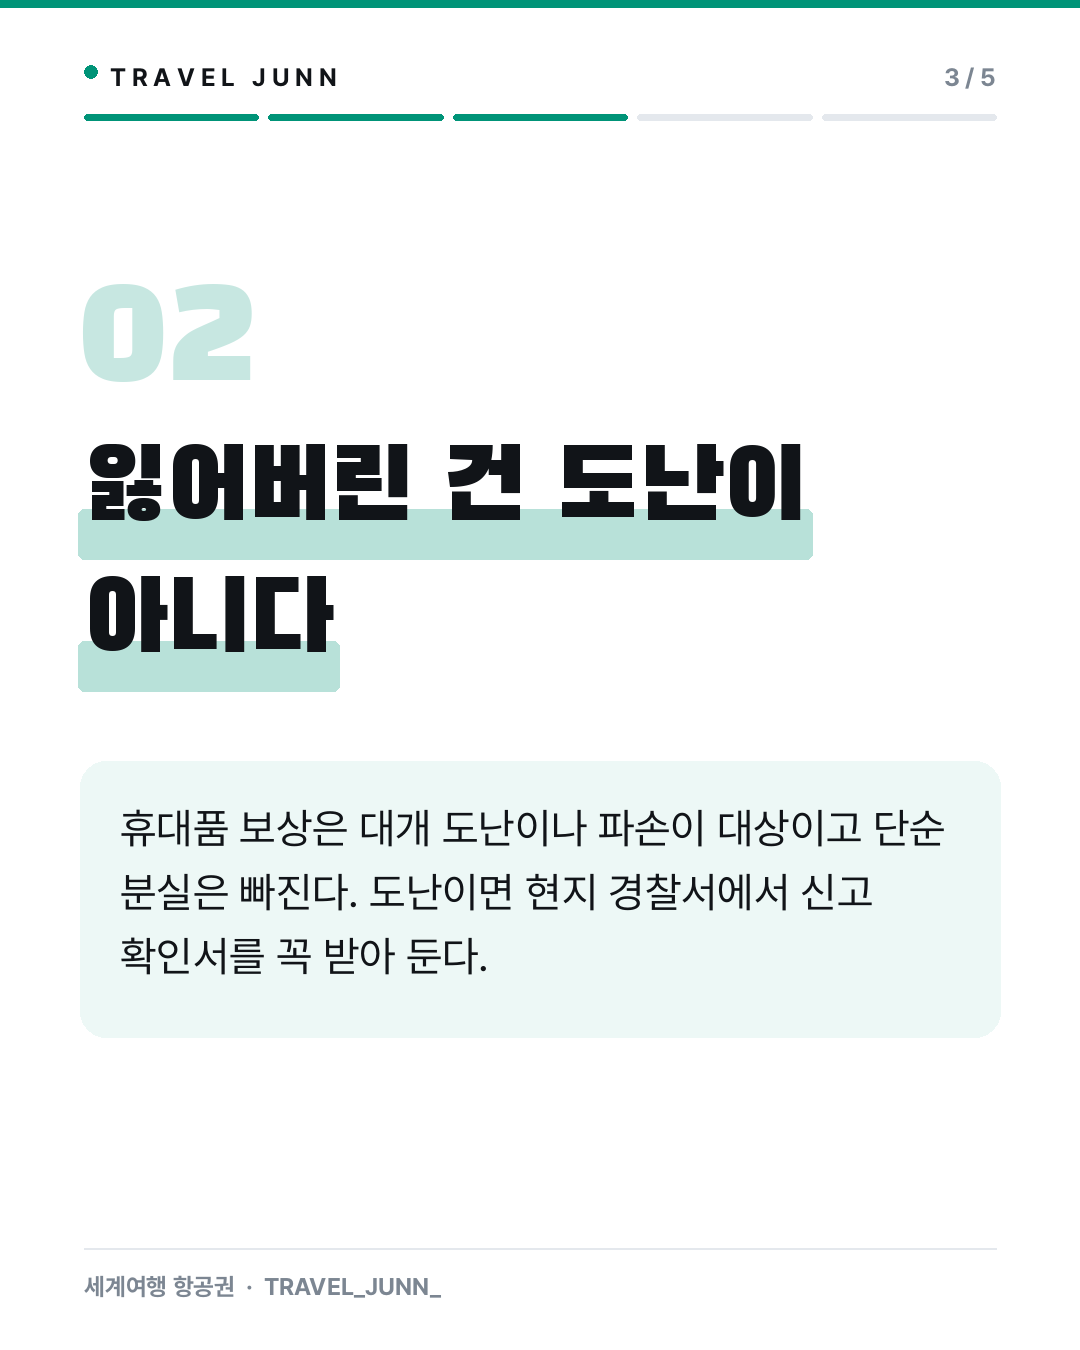 TRAVEL JUNN
3 / 5
02
잃어버린 건 도난이
아니다
휴대품 보상은 대개 도난이나 파손이 대상이고 단순
분실은 빠진다. 도난이면 현지 경찰서에서 신고
확인서를 꼭 받아 둔다.
세계여행 항공권 · TRAVEL_JUNN_